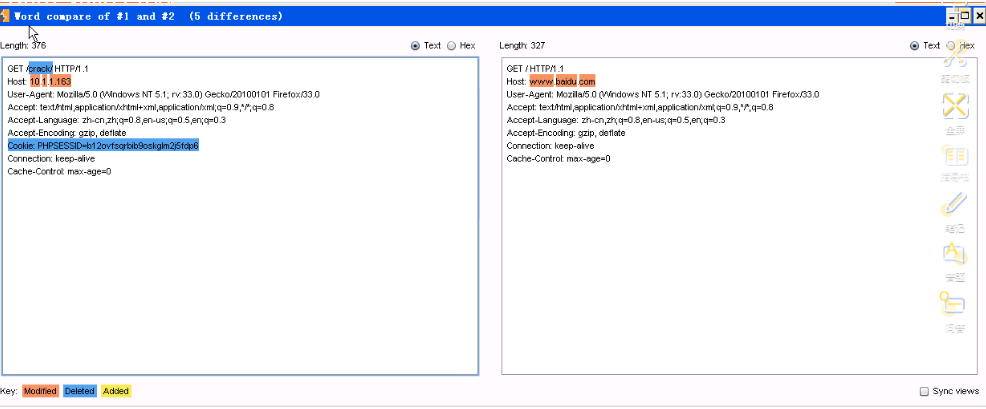 Word compare of #1 and #2 (5 differences)
Length: 376
Text
Hex
Length: 327
Text
Hex
GET /crack/ HTTP/1.1
Host: 10.1.1.163
User-Agent: Mozilla/5.0 (Windows NT 5.1; rv:33.0) Gecko/20100101 Firefox/33.0
Accept: text/html,application/xhtml+xml,application/xml;q=0.9,*/*;q=0.8
Accept-Language: zh-cn,zh;q=0.8,en-us;q=0.5,en;q=0.3
Accept-Encoding: gzip, deflate
Cookie: PHPSESSID=b12ovfsqrbib9oskglm2j5fdp6
Connection: keep-alive
Cache-Control: max-age=0
GET / HTTP/1.1
Host: www.baidu.com
User-Agent: Mozilla/5.0 (Windows NT 5.1; rv:33.0) Gecko/20100101 Firefox/33.0
Accept: text/html,application/xhtml+xml,application/xml;q=0.9,*/*;q=0.8
Accept-Language: zh-cn,zh;q=0.8,en-us;q=0.5,en;q=0.3
Accept-Encoding: gzip, deflate
Connection: keep-alive
Cache-Control: max-age=0
全屏
笔记
答疑
Key: Modified Deleted Added
Sync views